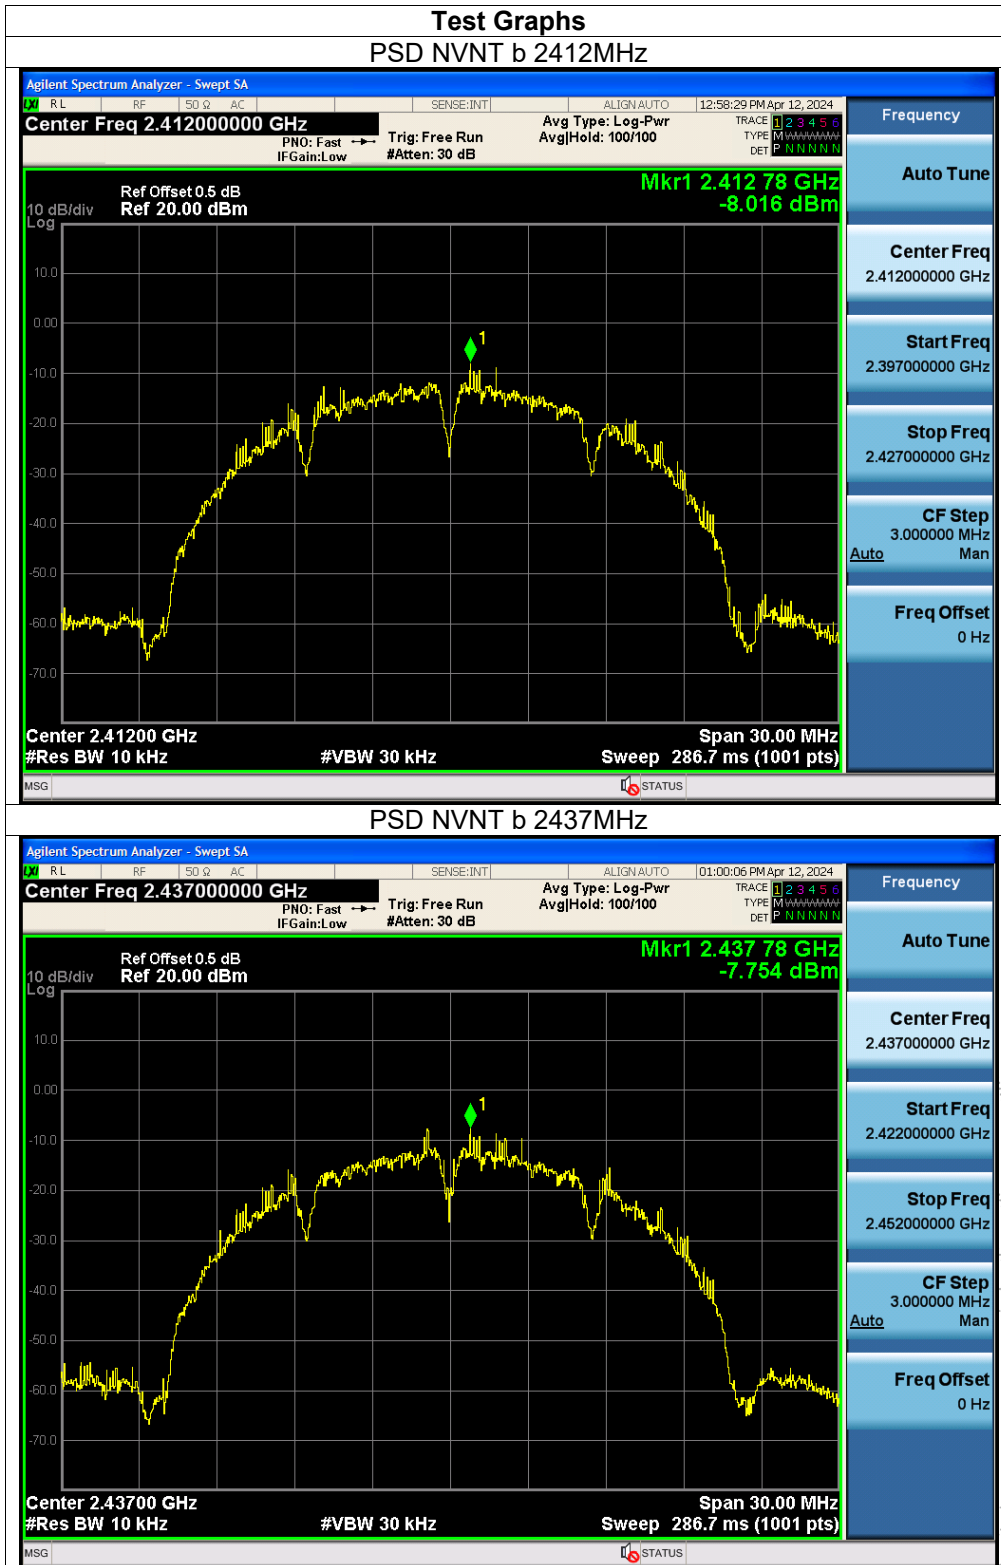 Test Graphs
PSD NVNT b 2412MHz
Agilent Spectrum Analyzer - Swept SA
LXI RL RF 50 Ω AC SENSE:INT ALIGN AUTO 12:58:29 PM Apr 12, 2024
Center Freq 2.412000000 GHz
PNO: Fast
IFGain:Low
Trig: Free Run
#Atten: 30 dB
Avg Type: Log-Pwr
Avg|Hold: 100/100
TRACE 1 2 3 4 5 6
TYPE M WWWWW
DET P N N N N N
Frequency
Mkr1 2.412 78 GHz
-8.016 dBm
Ref Offset 0.5 dB
10 dB/div Ref 20.00 dBm
Log
10.0
0.00
-10.0
-20.0
-30.0
-40.0
-50.0
-60.0
-70.0
1
Center 2.41200 GHz Span 30.00 MHz
#Res BW 10 kHz #VBW 30 kHz Sweep 286.7 ms (1001 pts)
Auto Tune
Center Freq
2.412000000 GHz
Start Freq
2.397000000 GHz
Stop Freq
2.427000000 GHz
CF Step
3.000000 MHz
Auto Man
Freq Offset
0 Hz
MSG STATUS
PSD NVNT b 2437MHz
Agilent Spectrum Analyzer - Swept SA
LXI RL RF 50 Ω AC SENSE:INT ALIGN AUTO 01:00:06 PM Apr 12, 2024
Center Freq 2.437000000 GHz
PNO: Fast
IFGain:Low
Trig: Free Run
#Atten: 30 dB
Avg Type: Log-Pwr
Avg|Hold: 100/100
TRACE 1 2 3 4 5 6
TYPE M WWWWW
DET P N N N N N
Frequency
Mkr1 2.437 78 GHz
-7.754 dBm
Ref Offset 0.5 dB
10 dB/div Ref 20.00 dBm
Log
10.0
0.00
-10.0
-20.0
-30.0
-40.0
-50.0
-60.0
-70.0
1
Center 2.43700 GHz Span 30.00 MHz
#Res BW 10 kHz #VBW 30 kHz Sweep 286.7 ms (1001 pts)
Auto Tune
Center Freq
2.437000000 GHz
Start Freq
2.422000000 GHz
Stop Freq
2.452000000 GHz
CF Step
3.000000 MHz
Auto Man
Freq Offset
0 Hz
MSG STATUS